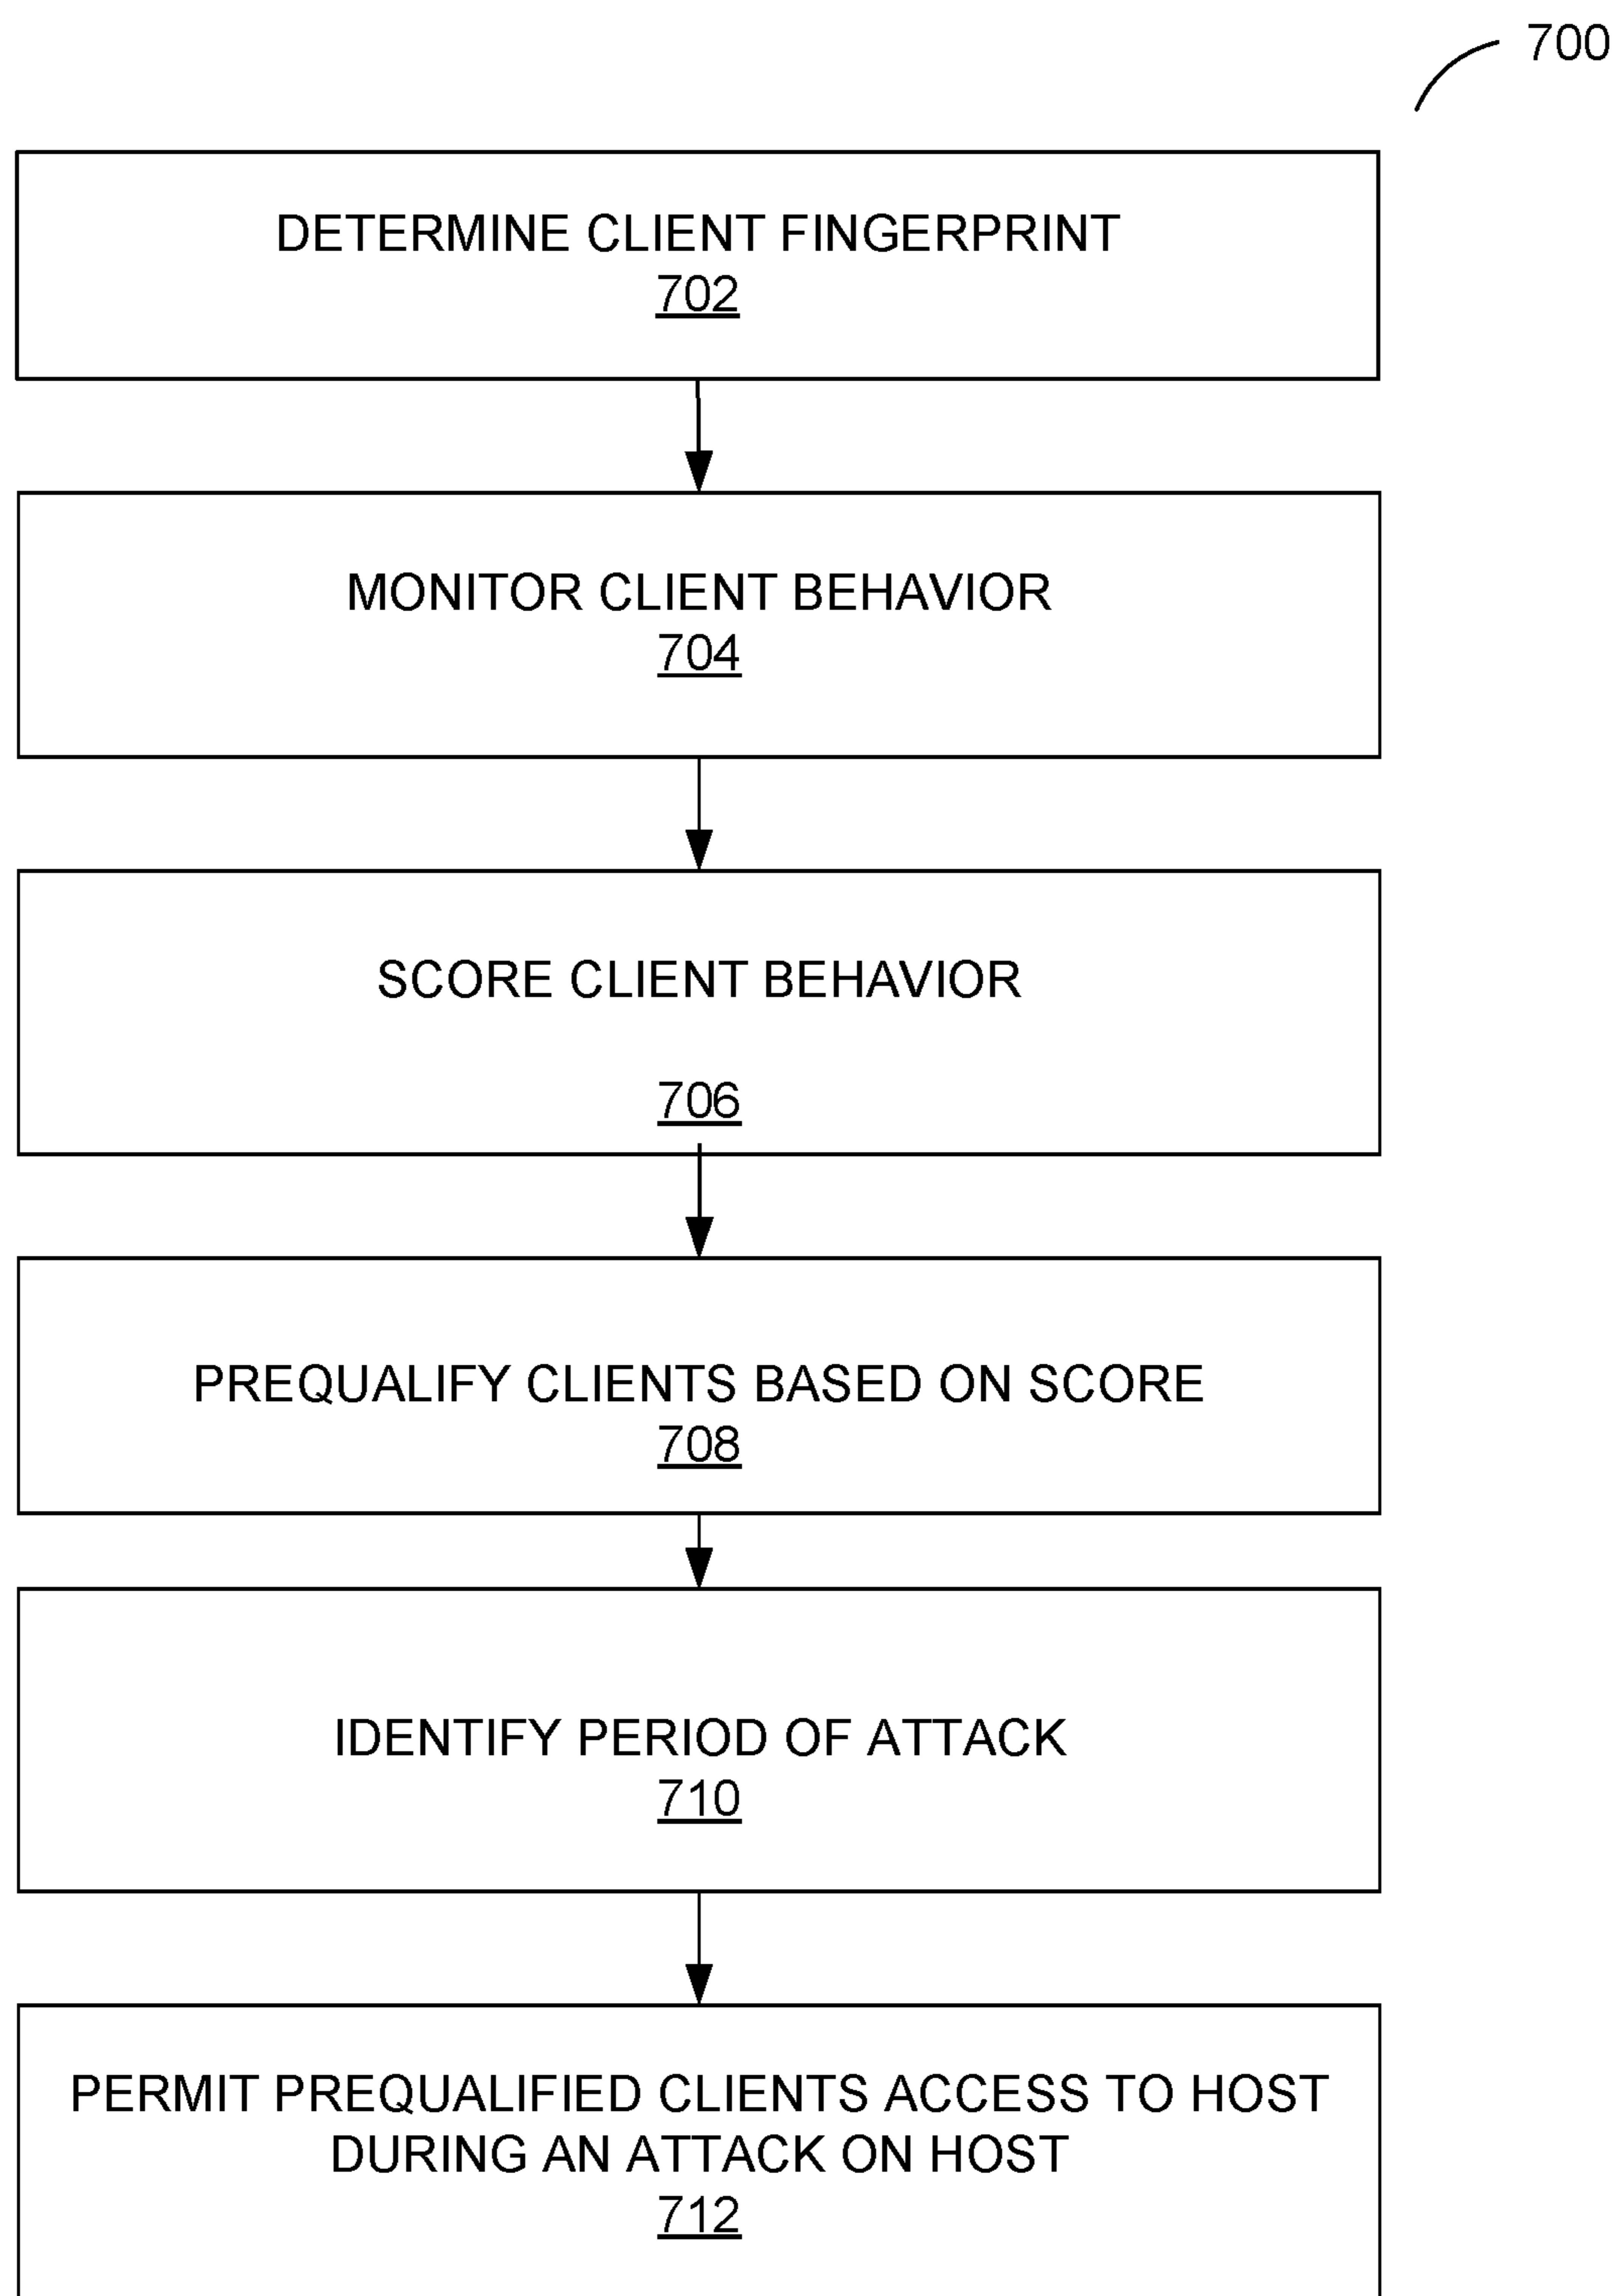 700
DETERMINE CLIENT FINGERPRINT
702
MONITOR CLIENT BEHAVIOR
704
SCORE CLIENT BEHAVIOR
706
PREQUALIFY CLIENTS BASED ON SCORE
708
IDENTIFY PERIOD OF ATTACK
710
PERMIT PREQUALIFIED CLIENTS ACCESS TO HOST
DURING AN ATTACK ON HOST
712